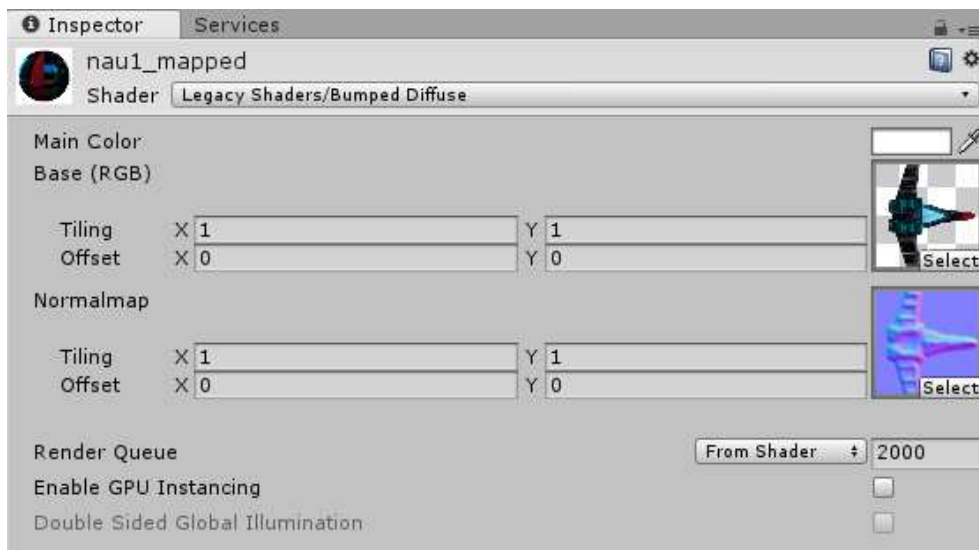 Inspector Services
nau1_mapped
Shader Legacy Shaders/Bumped Diffuse
Main Color
Base (RGB)
Tiling X 1 Y 1
Offset X 0 Y 0
Select
Normalmap
Tiling X 1 Y 1
Offset X 0 Y 0
Select
Render Queue From Shader 2000
Enable GPU Instancing
Double Sided Global Illumination